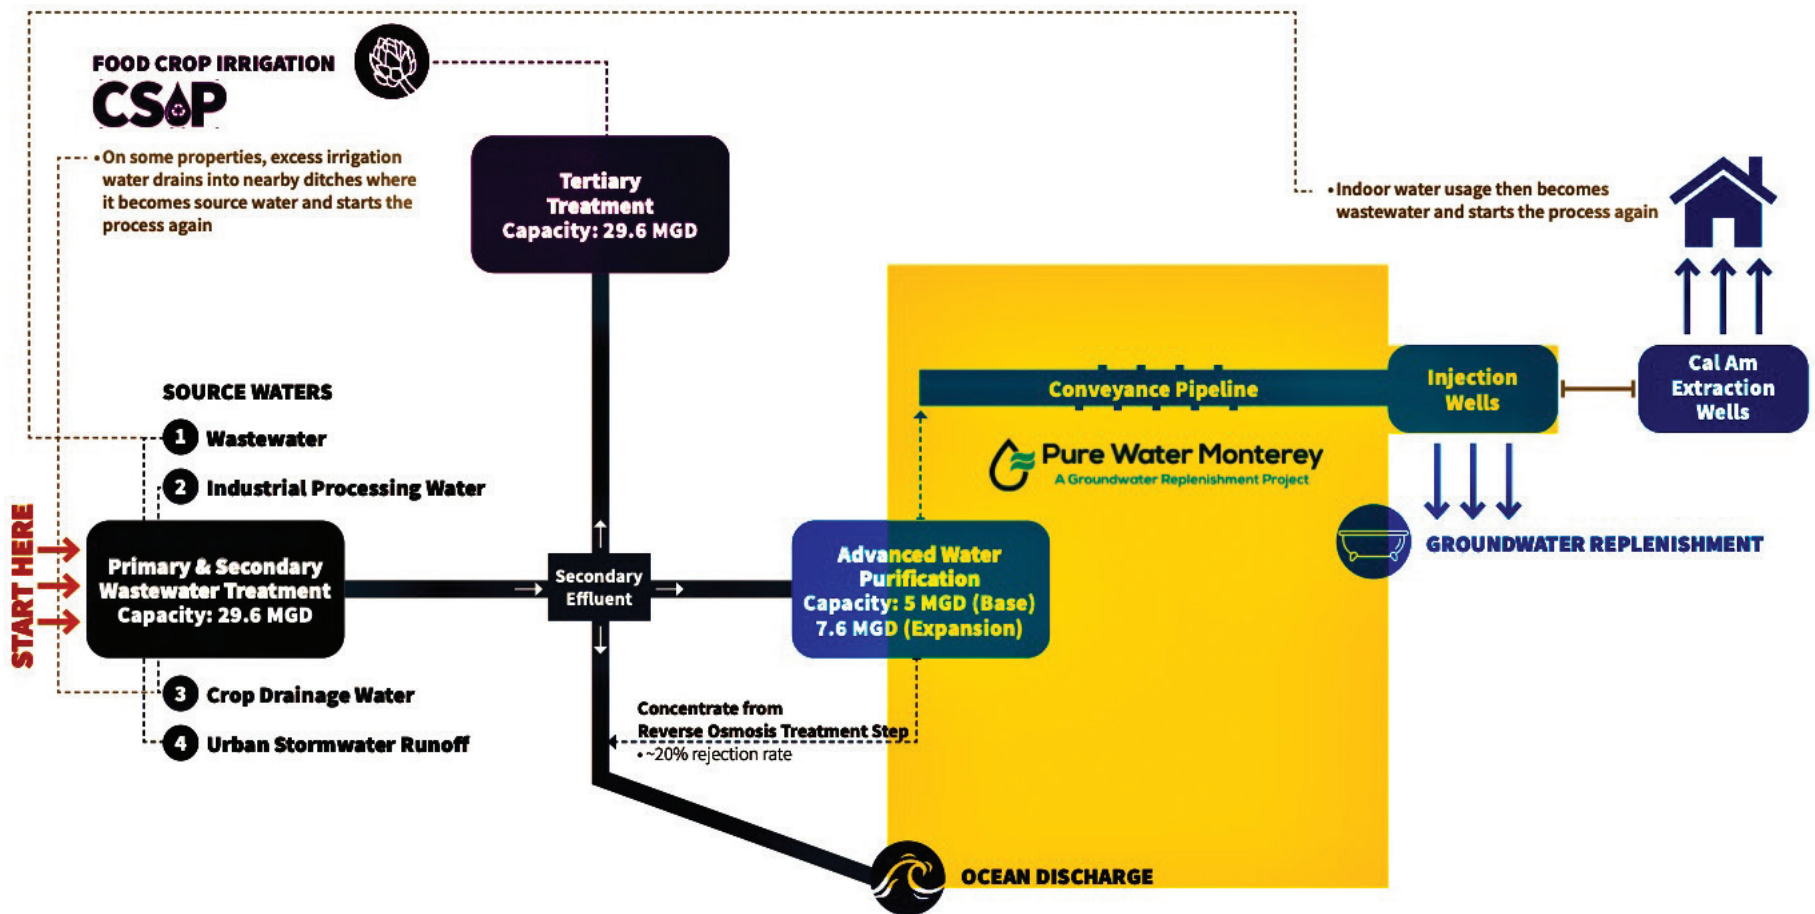 FOOD CROP IRRIGATION
CSIP
• On some properties, excess irrigation
water drains into nearby ditches where
it becomes source water and starts the
process again
Tertiary
Treatment
Capacity: 29.6 MGD
• Indoor water usage then becomes
wastewater and starts the process again
SOURCE WATERS
1 Wastewater
2 Industrial Processing Water
START HERE
Primary & Secondary
Wastewater Treatment
Capacity: 29.6 MGD
3 Crop Drainage Water
4 Urban Stormwater Runoff
Secondary
Effluent
Advanced Water
Purification
Capacity: 5 MGD (Base)
7.6 MGD (Expansion)
Concentrate from
Reverse Osmosis Treatment Step
• ~20% rejection rate
Conveyance Pipeline
Pure Water Monterey
A Groundwater Replenishment Project
Injection
Wells
Cal Am
Extraction
Wells
GROUNDWATER REPLENISHMENT
OCEAN DISCHARGE